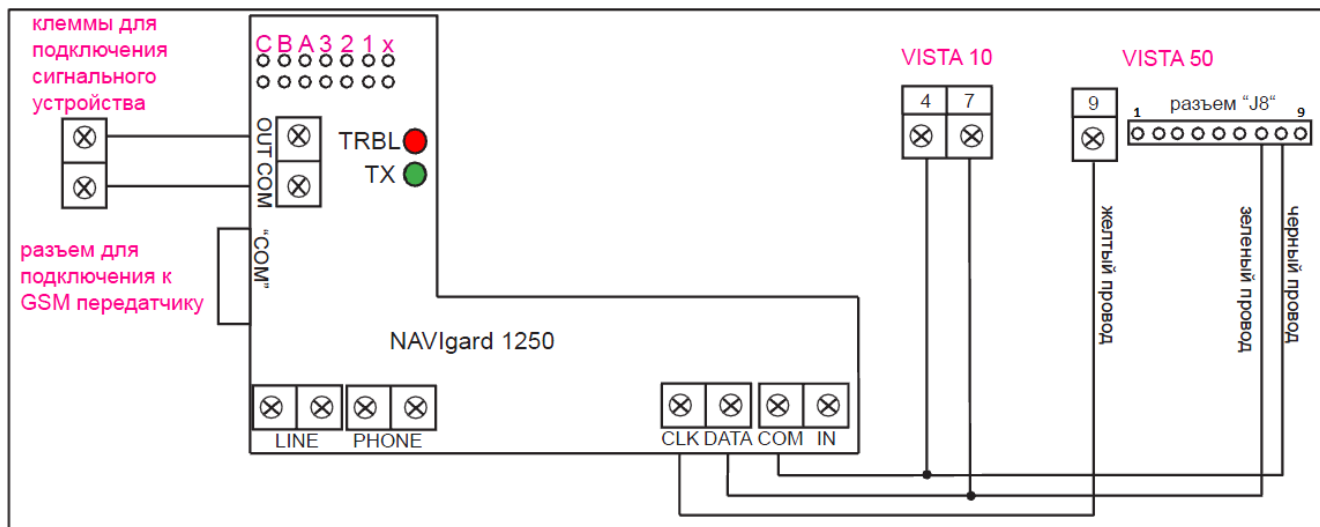 клеммы для
подключения
сигнального
устройства
C B A 3 2 1 x
OUT COM
TRBL
TX
"COM"
разъем для
подключения к
GSM передатчику
NAVIgard 1250
LINE PHONE
CLK DATA COM IN
VISTA 10
4 7
VISTA 50
9
1 разъем "J8" 9
желтый провод
зеленый провод
черный провод